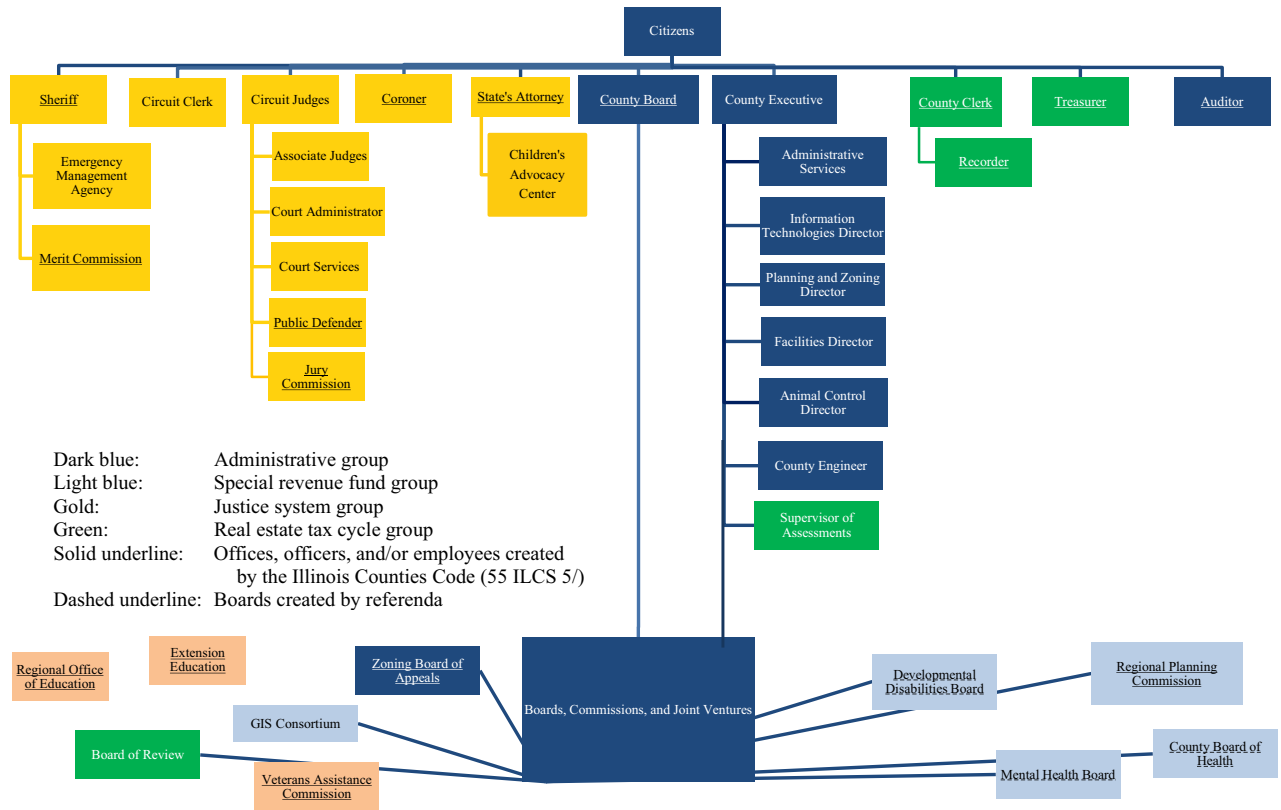 Citizens
Sheriff
Circuit Clerk
Circuit Judges
Coroner
State's Attorney
County Board
County Executive
County Clerk
Treasurer
Auditor
Emergency
Management
Agency
Merit Commission
Associate Judges
Court Administrator
Court Services
Public Defender
Jury
Commission
Children's
Advocacy
Center
Administrative
Services
Information
Technologies Director
Planning and Zoning
Director
Facilities Director
Animal Control
Director
County Engineer
Supervisor of
Assessments
Recorder
Dark blue: Administrative group
Light blue: Special revenue fund group
Gold: Justice system group
Green: Real estate tax cycle group
Solid underline: Offices, officers, and/or employees created
by the Illinois Counties Code (55 ILCS 5/)
Dashed underline: Boards created by referenda
Regional Office
of Education
Extension
Education
Zoning Board of
Appeals
GIS Consortium
Board of Review
Veterans Assistance
Commission
Boards, Commissions, and Joint Ventures
Developmental
Disabilities Board
Regional Planning
Commission
Mental Health Board
County Board of
Health